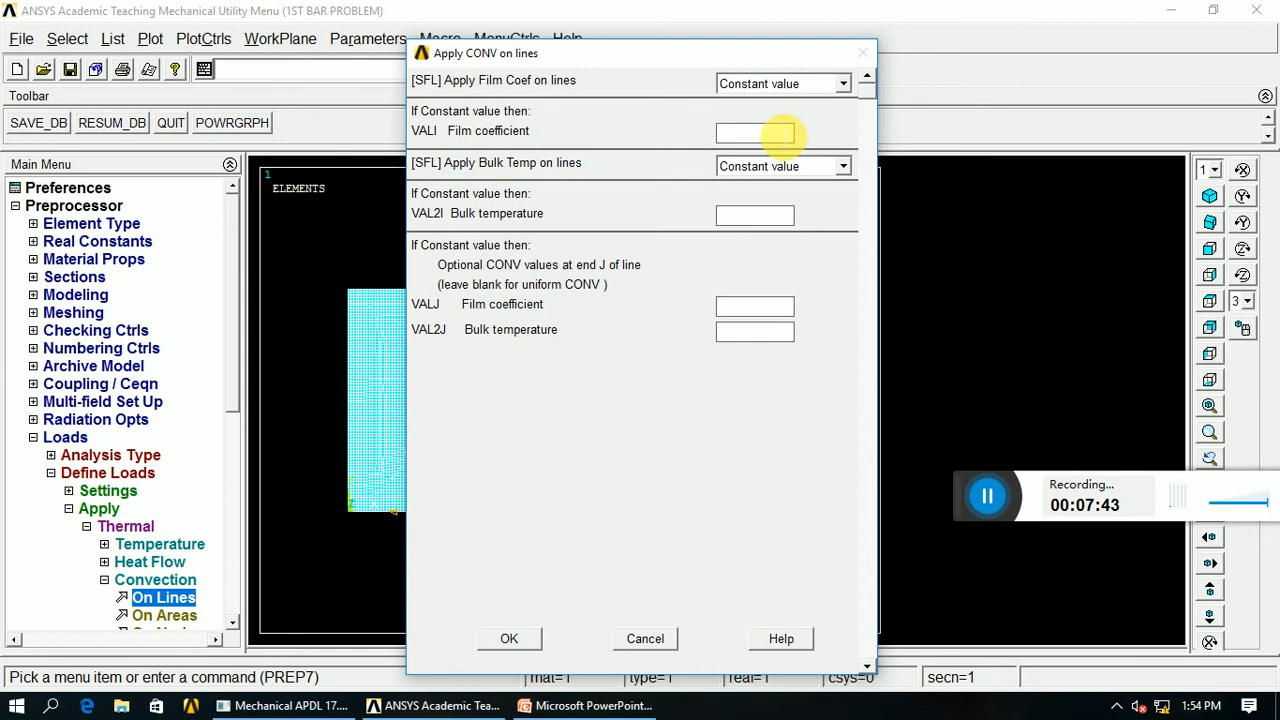 ANSYS Academic Teaching Mechanical Utility Menu (1ST BAR PROBLEM)
File Select List Plot PlotCtrls WorkPlane Parameters Macro MenuCtrls Help
Toolbar
SAVE_DB RESUM_DB QUIT POWRGRPH
Main Menu
Preferences
Preprocessor
Element Type
Real Constants
Material Props
Sections
Modeling
Meshing
Checking Ctrls
Numbering Ctrls
Archive Model
Coupling / Ceqn
Multi-field Set Up
Radiation Opts
Loads
Analysis Type
Define Loads
Settings
Apply
Thermal
Temperature
Heat Flow
Convection
On Lines
On Areas
1
ELEMENTS
Apply CONV on lines
[SFL] Apply Film Coef on lines Constant value
If Constant value then:
VALI Film coefficient
[SFL] Apply Bulk Temp on lines Constant value
If Constant value then:
VAL2I Bulk temperature
If Constant value then:
Optional CONV values at end J of line
(leave blank for uniform CONV )
VALJ Film coefficient
VAL2J Bulk temperature
OK Cancel Help
1
3
Recording...
00:07:43
Pick a menu item or enter a command (PREP7) mat=1 type=1 real=1 csys=0 secn=1
Mechanical APDL 17.... ANSYS Academic Tea... Microsoft PowerPoint... 1:54 PM